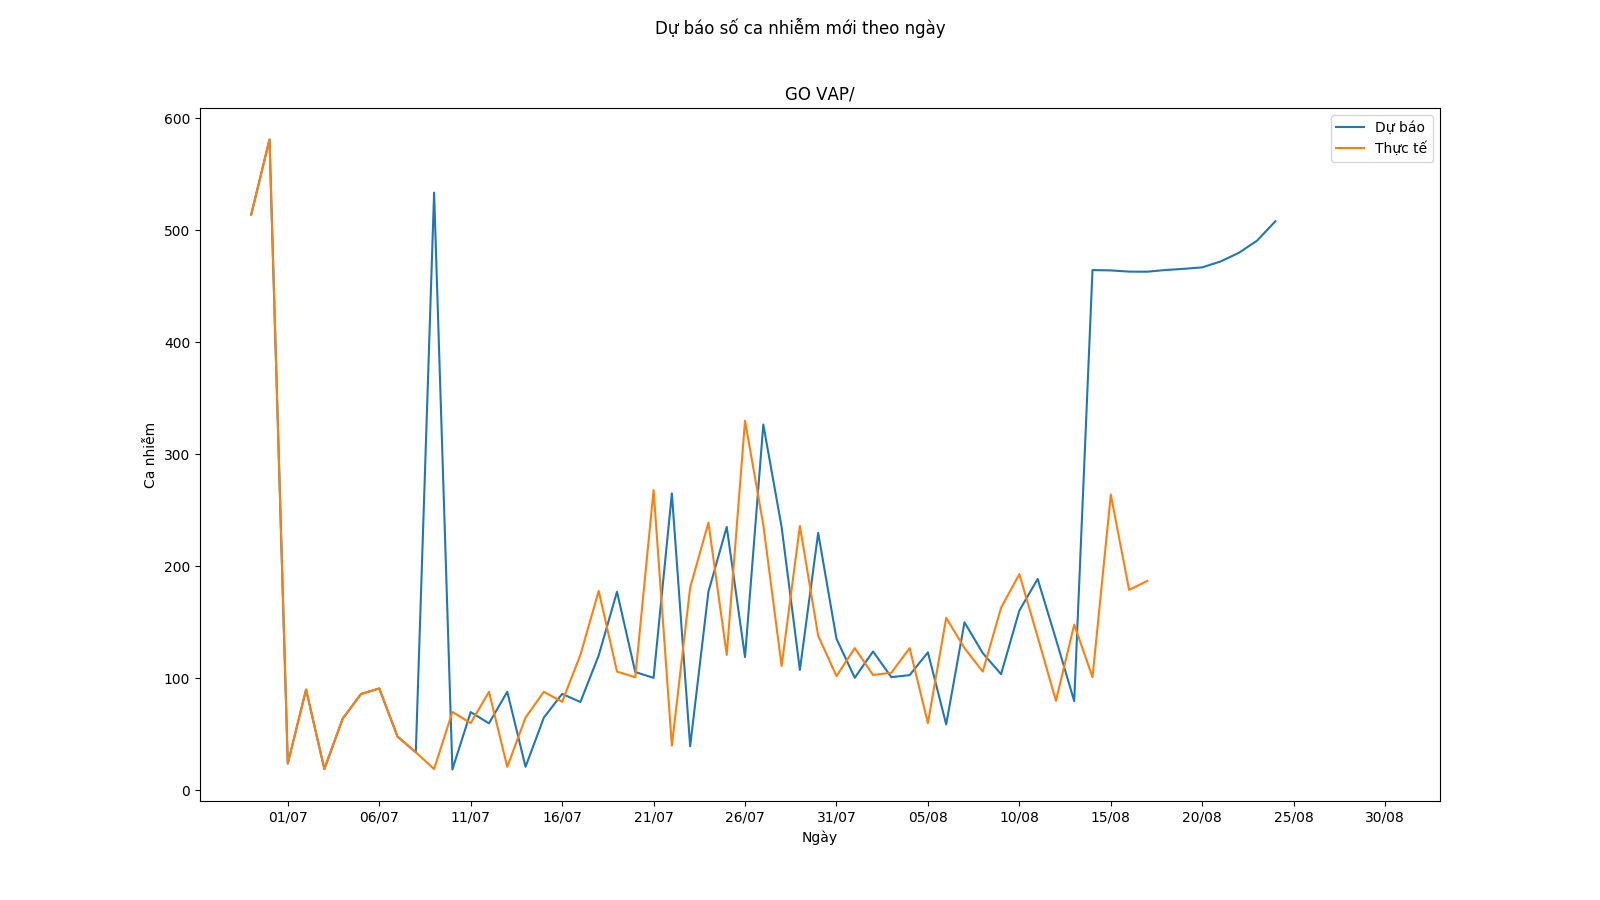 Dự báo số ca nhiễm mới theo ngày
GO VAP/
Dự báo
Thực tế
600
500
400
300
200
100
0
Ca nhiễm
01/07 06/07 11/07 16/07 21/07 26/07 31/07 05/08 10/08 15/08 20/08 25/08 30/08
Ngày